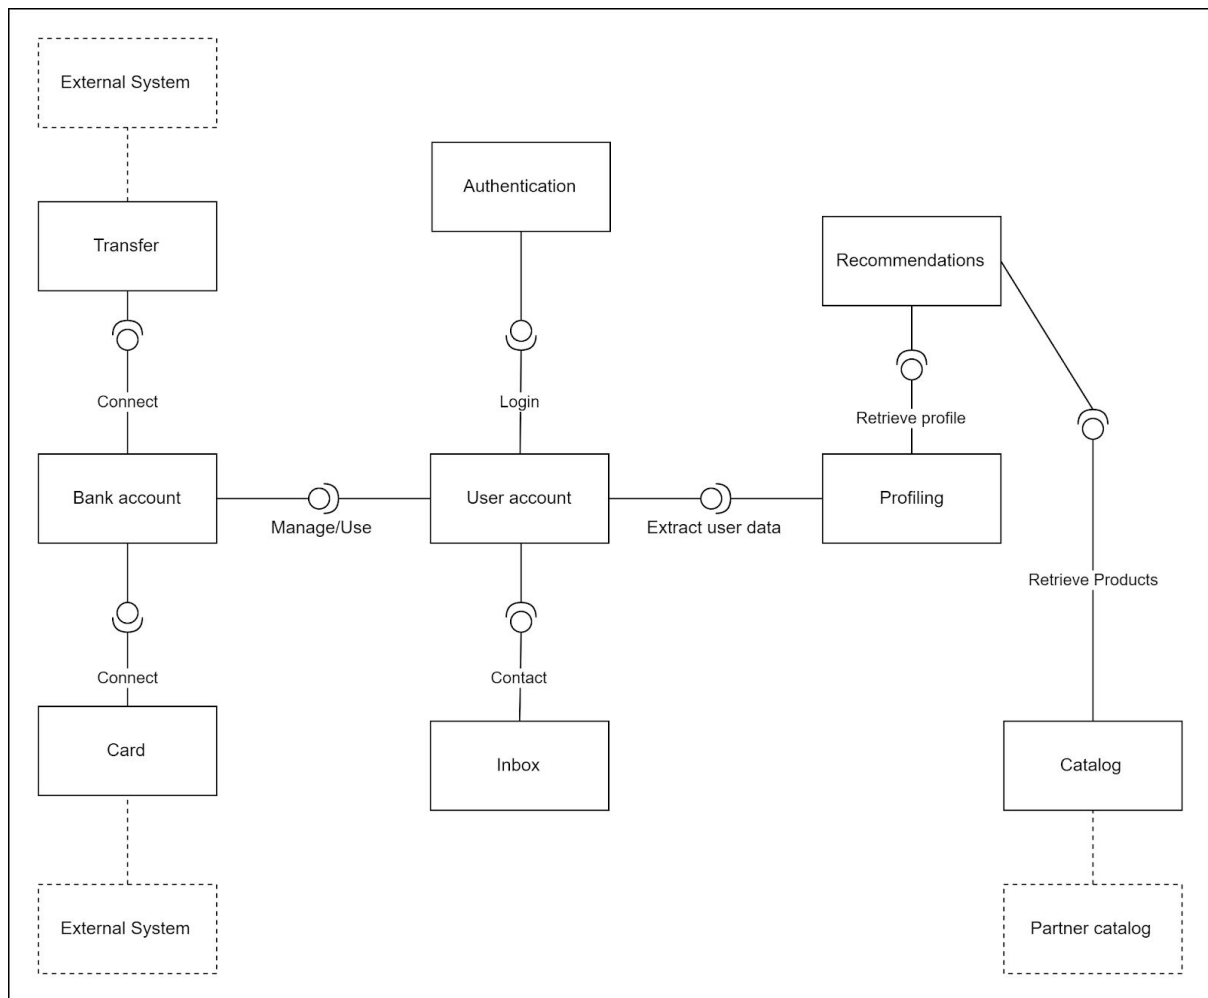 External System
Authentication
Transfer
Recommendations
Connect
Login
Retrieve profile
Bank account
User account
Profiling
Manage/Use
Extract user data
Retrieve Products
Connect
Contact
Card
Inbox
Catalog
External System
Partner catalog